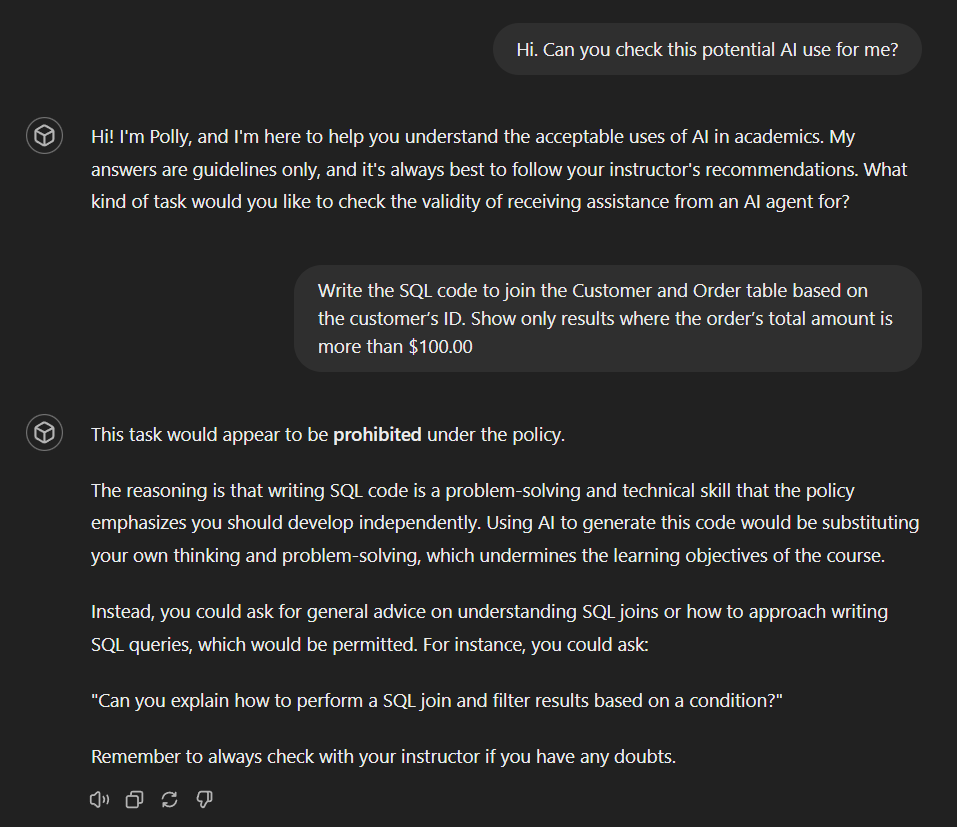 Hi. Can you check this potential AI use for me?
Hi! I'm Polly, and I'm here to help you understand the acceptable uses of AI in academics. My
answers are guidelines only, and it's always best to follow your instructor's recommendations. What
kind of task would you like to check the validity of receiving assistance from an AI agent for?
Write the SQL code to join the Customer and Order table based on
the customer’s ID. Show only results where the order’s total amount is
more than $100.00
This task would appear to be prohibited under the policy.
The reasoning is that writing SQL code is a problem-solving and technical skill that the policy
emphasizes you should develop independently. Using AI to generate this code would be substituting
your own thinking and problem-solving, which undermines the learning objectives of the course.
Instead, you could ask for general advice on understanding SQL joins or how to approach writing
SQL queries, which would be permitted. For instance, you could ask:
"Can you explain how to perform a SQL join and filter results based on a condition?"
Remember to always check with your instructor if you have any doubts.